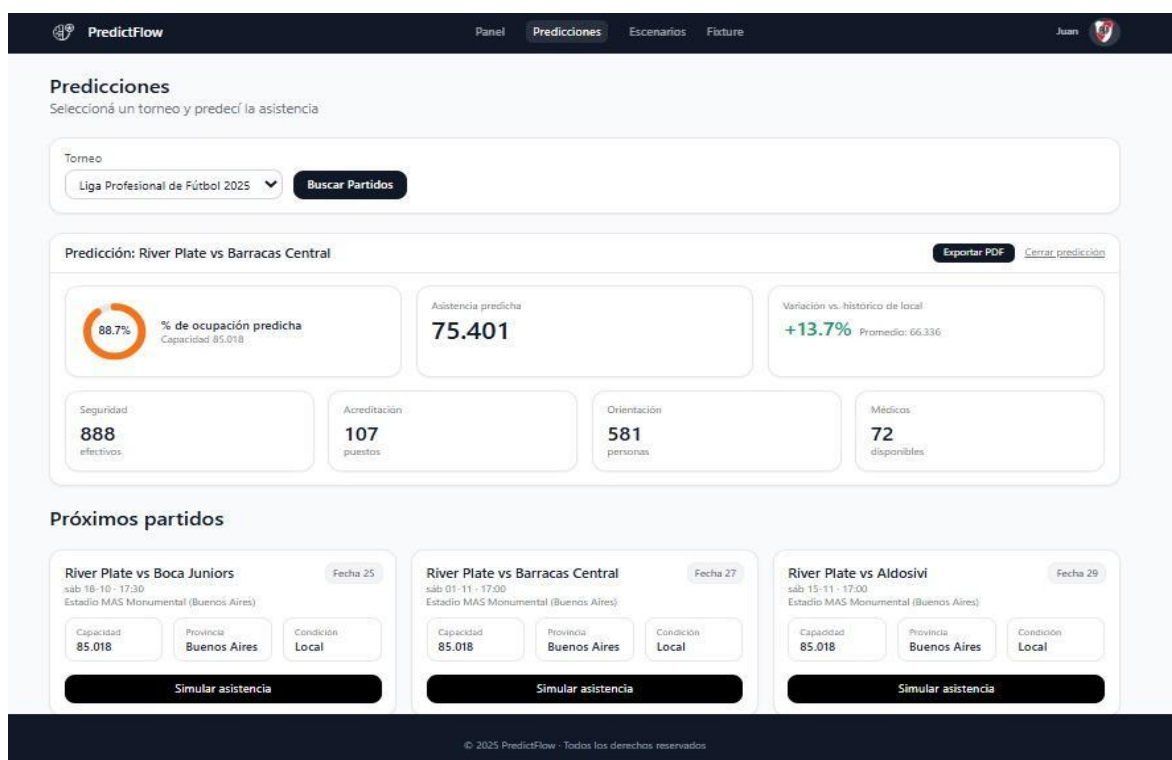 PredictFlow
Panel
Predicciones
Escenarios
Fixture
Juan
Predicciones
Seleccioná un torneo y predecí la asistencia
Torneo
Liga Profesional de Fútbol 2025
Buscar Partidos
Predicción: River Plate vs Barracas Central
Exportar PDF
Cerrar predicción
88.7%
% de ocupación predicha
Capacidad 85.018
Asistencia predicha
75.401
Variación vs. histórico de local
+13.7% Promedio: 66.336
Seguridad
888
efectivos
Acreditación
107
puestos
Orientación
581
personas
Médicos
72
disponibles
Próximos partidos
River Plate vs Boca Juniors
Fecha 25
sáb 18-10 · 17:30
Estadio MAS Monumental (Buenos Aires)
Capacidad
85.018
Provincia
Buenos Aires
Condición
Local
Simular asistencia
River Plate vs Barracas Central
Fecha 27
sáb 01-11 · 17:00
Estadio MAS Monumental (Buenos Aires)
Capacidad
85.018
Provincia
Buenos Aires
Condición
Local
Simular asistencia
River Plate vs Aldosivi
Fecha 29
sáb 15-11 · 17:00
Estadio MAS Monumental (Buenos Aires)
Capacidad
85.018
Provincia
Buenos Aires
Condición
Local
Simular asistencia
© 2025 PredictFlow · Todos los derechos reservados